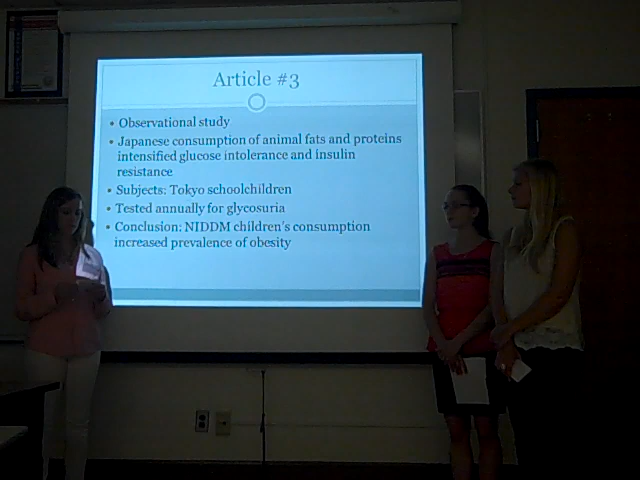 Article #3
• Observational study
• Japanese consumption of animal fats and proteins
intensified glucose intolerance and insulin
resistance
• Subjects: Tokyo schoolchildren
• Tested annually for glycosuria
• Conclusion: NIDDM children's consumption
increased prevalence of obesity